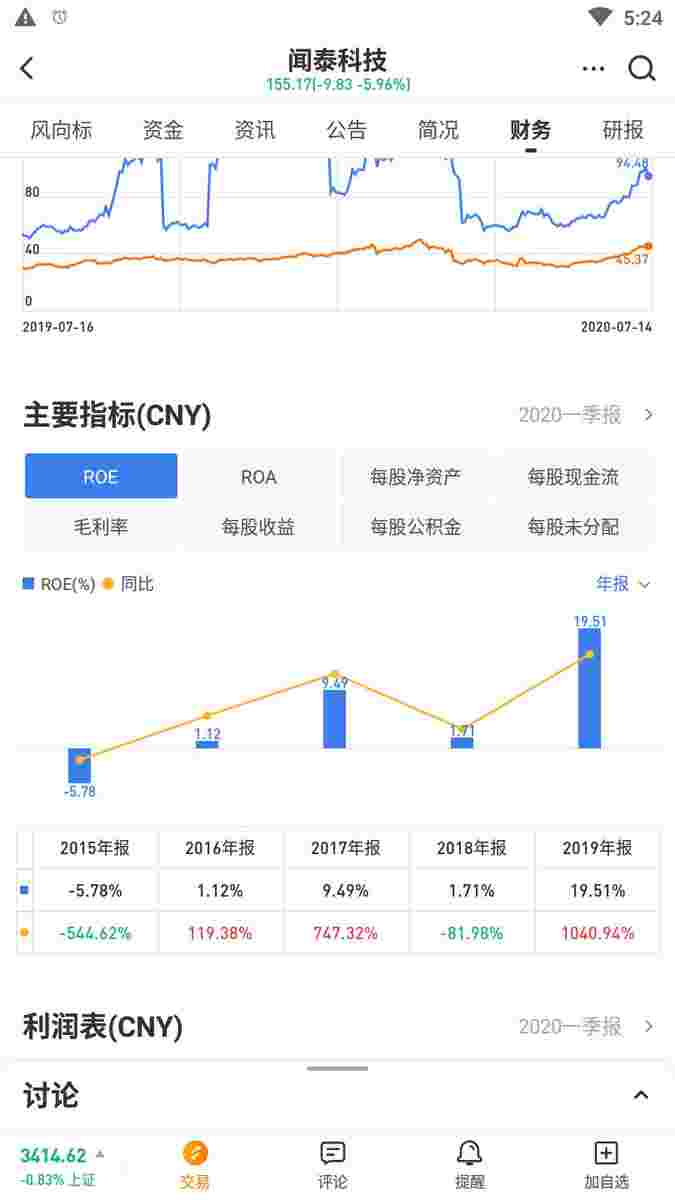 5:24
闻泰科技
155.17(-9.83 -5.96%)
风向标 资金 资讯 公告 简况 财务 研报
94.48
80
40
45.37
0
2019-07-16 2020-07-14
主要指标(CNY) 2020一季报
ROE ROA 每股净资产 每股现金流
毛利率 每股收益 每股公积金 每股未分配
ROE(%) 同比 年报
19.51
9.49
1.12 1.71
-5.78
2015年报 2016年报 2017年报 2018年报 2019年报
-5.78% 1.12% 9.49% 1.71% 19.51%
-544.62% 119.38% 747.32% -81.98% 1040.94%
利润表(CNY) 2020一季报
讨论
3414.62
-0.83% 上证 交易 评论 提醒 加自选